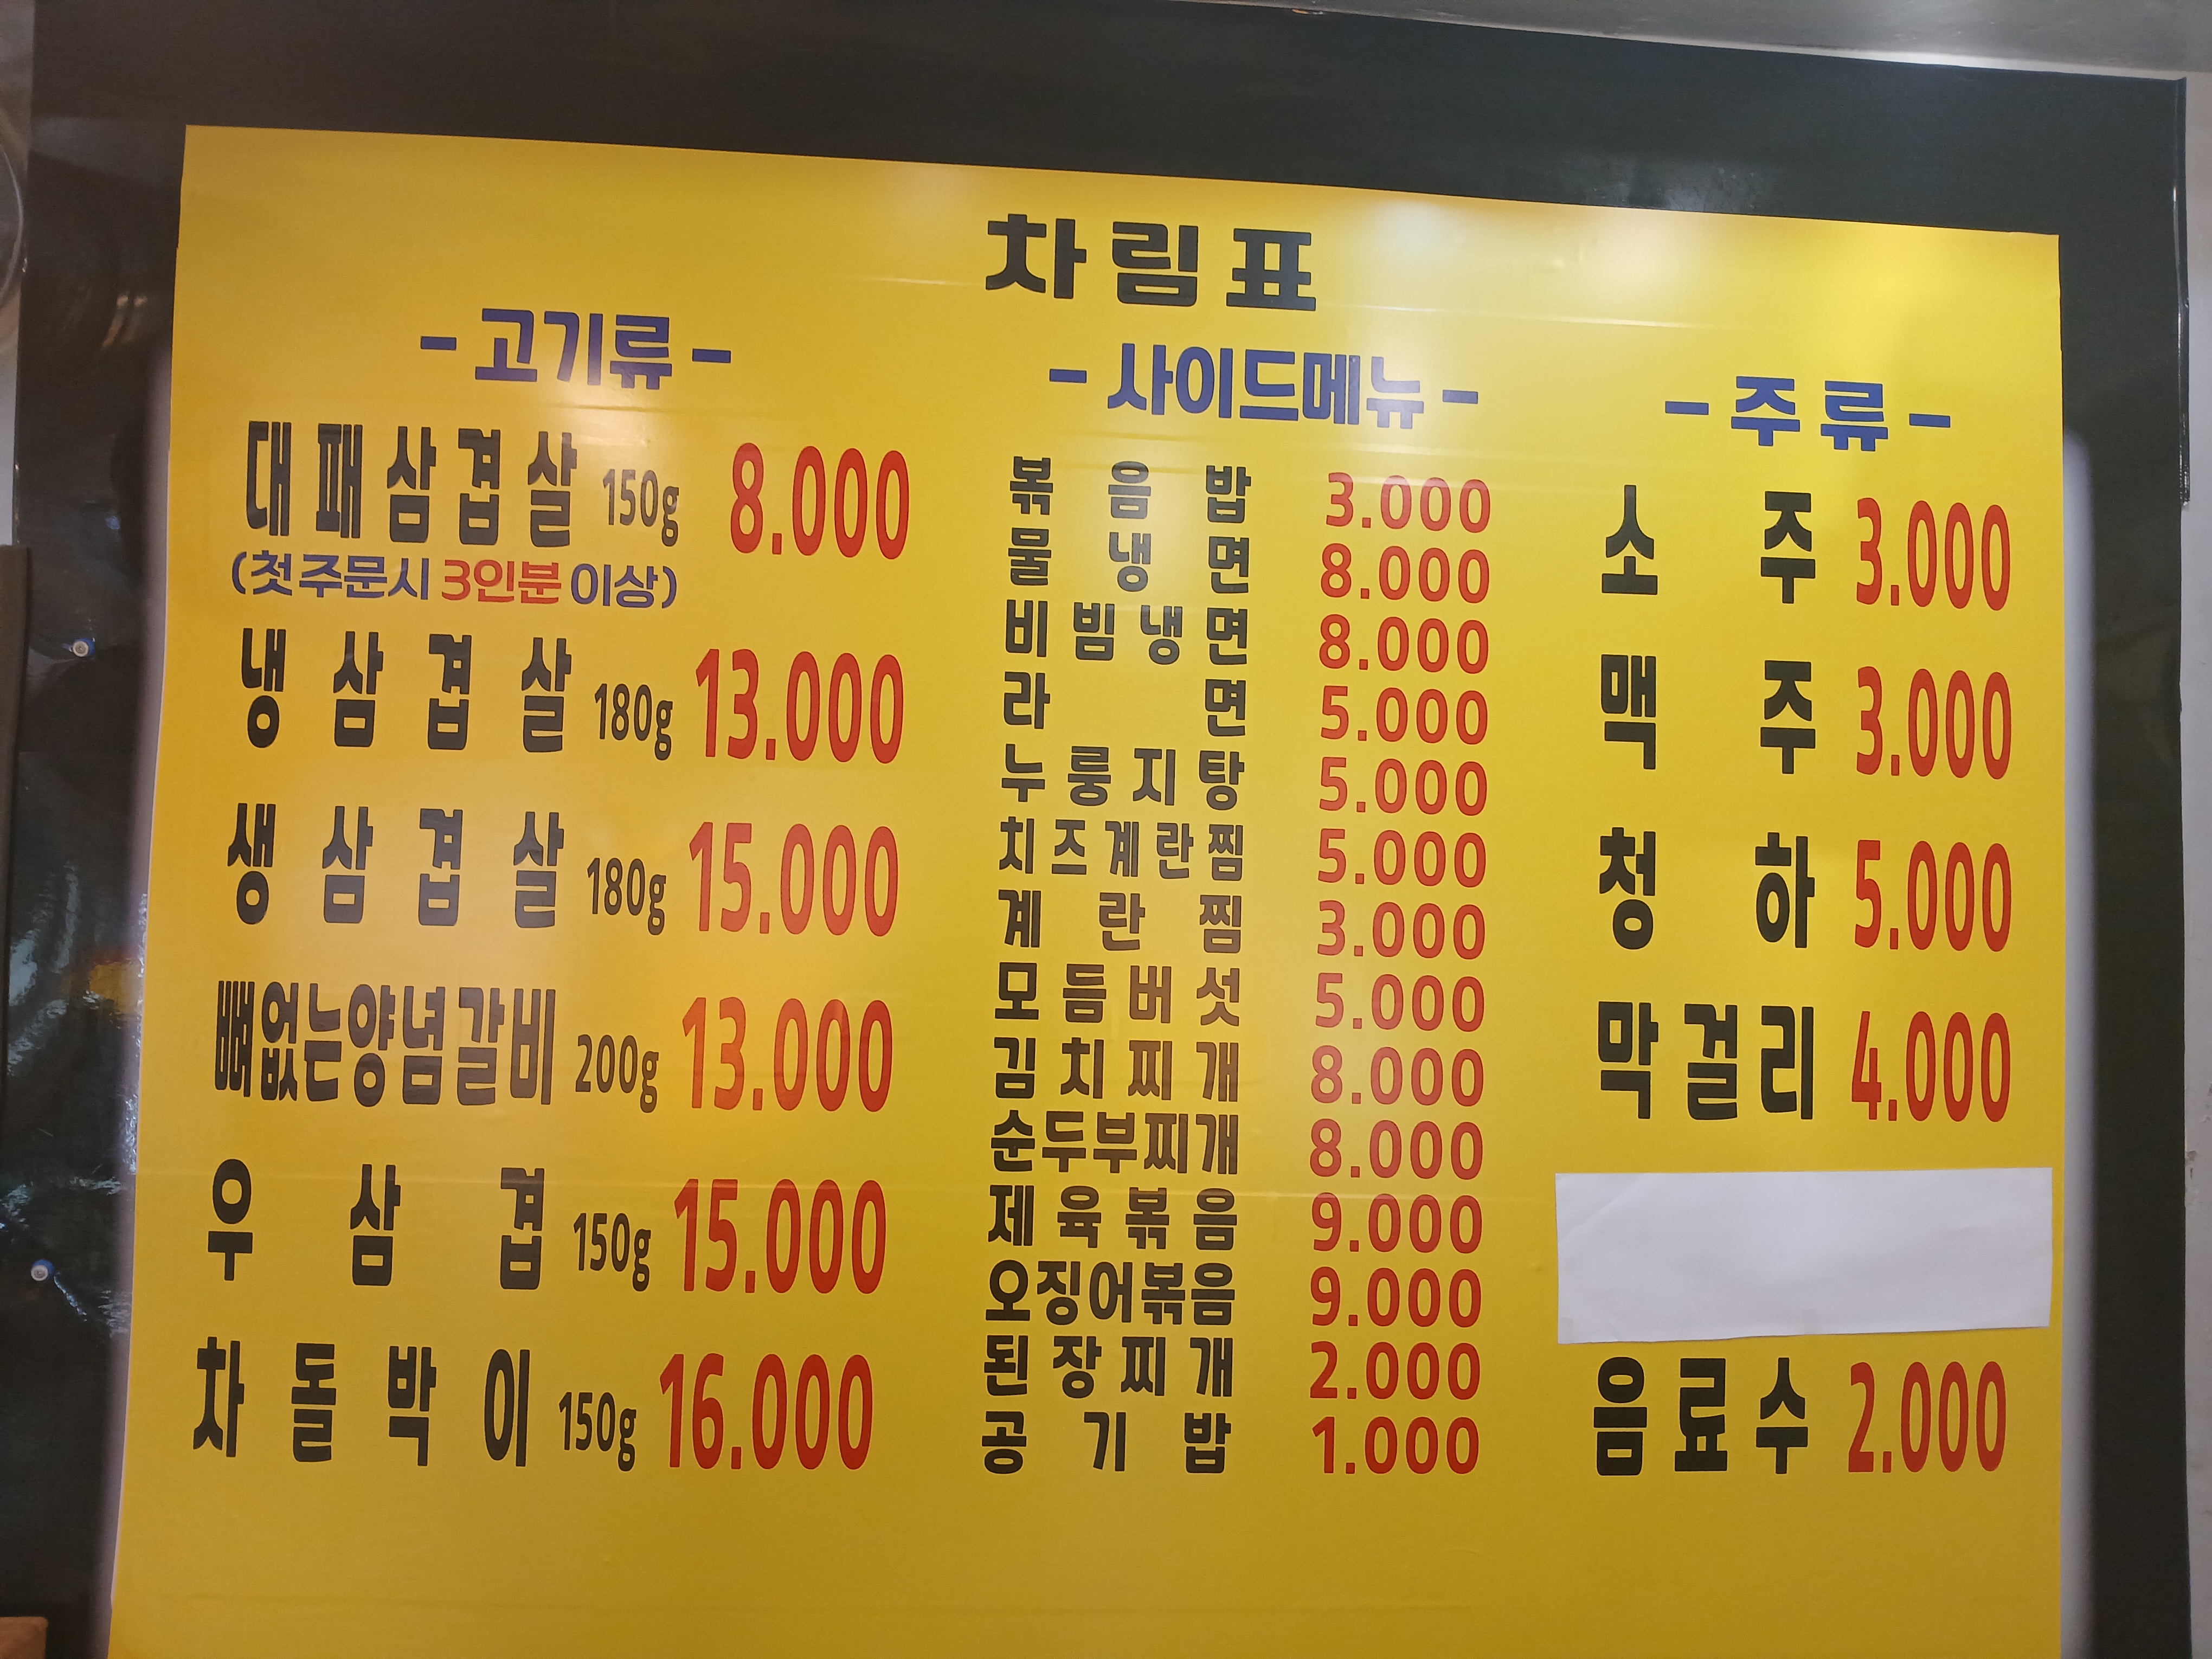 차림표
- 고기류 -
대패삼겹살 150g 8.000
(첫주문시 3인분 이상)
냉삼겹살 180g 13.000
생삼겹살 180g 15.000
뼈없는양념갈비 200g 13.000
우삼겹 150g 15.000
차돌박이 150g 16.000
- 사이드메뉴 -
볶음밥 3.000
물냉면 8.000
비빔냉면 8.000
라면 5.000
누룽지탕 5.000
치즈계란찜 5.000
계란찜 3.000
모듬버섯 5.000
김치찌개 8.000
순두부찌개 8.000
제육볶음 9.000
오징어볶음 9.000
된장찌개 2.000
공기밥 1.000
- 주류 -
소주 3.000
맥주 3.000
청하 5.000
막걸리 4.000
음료수 2.000